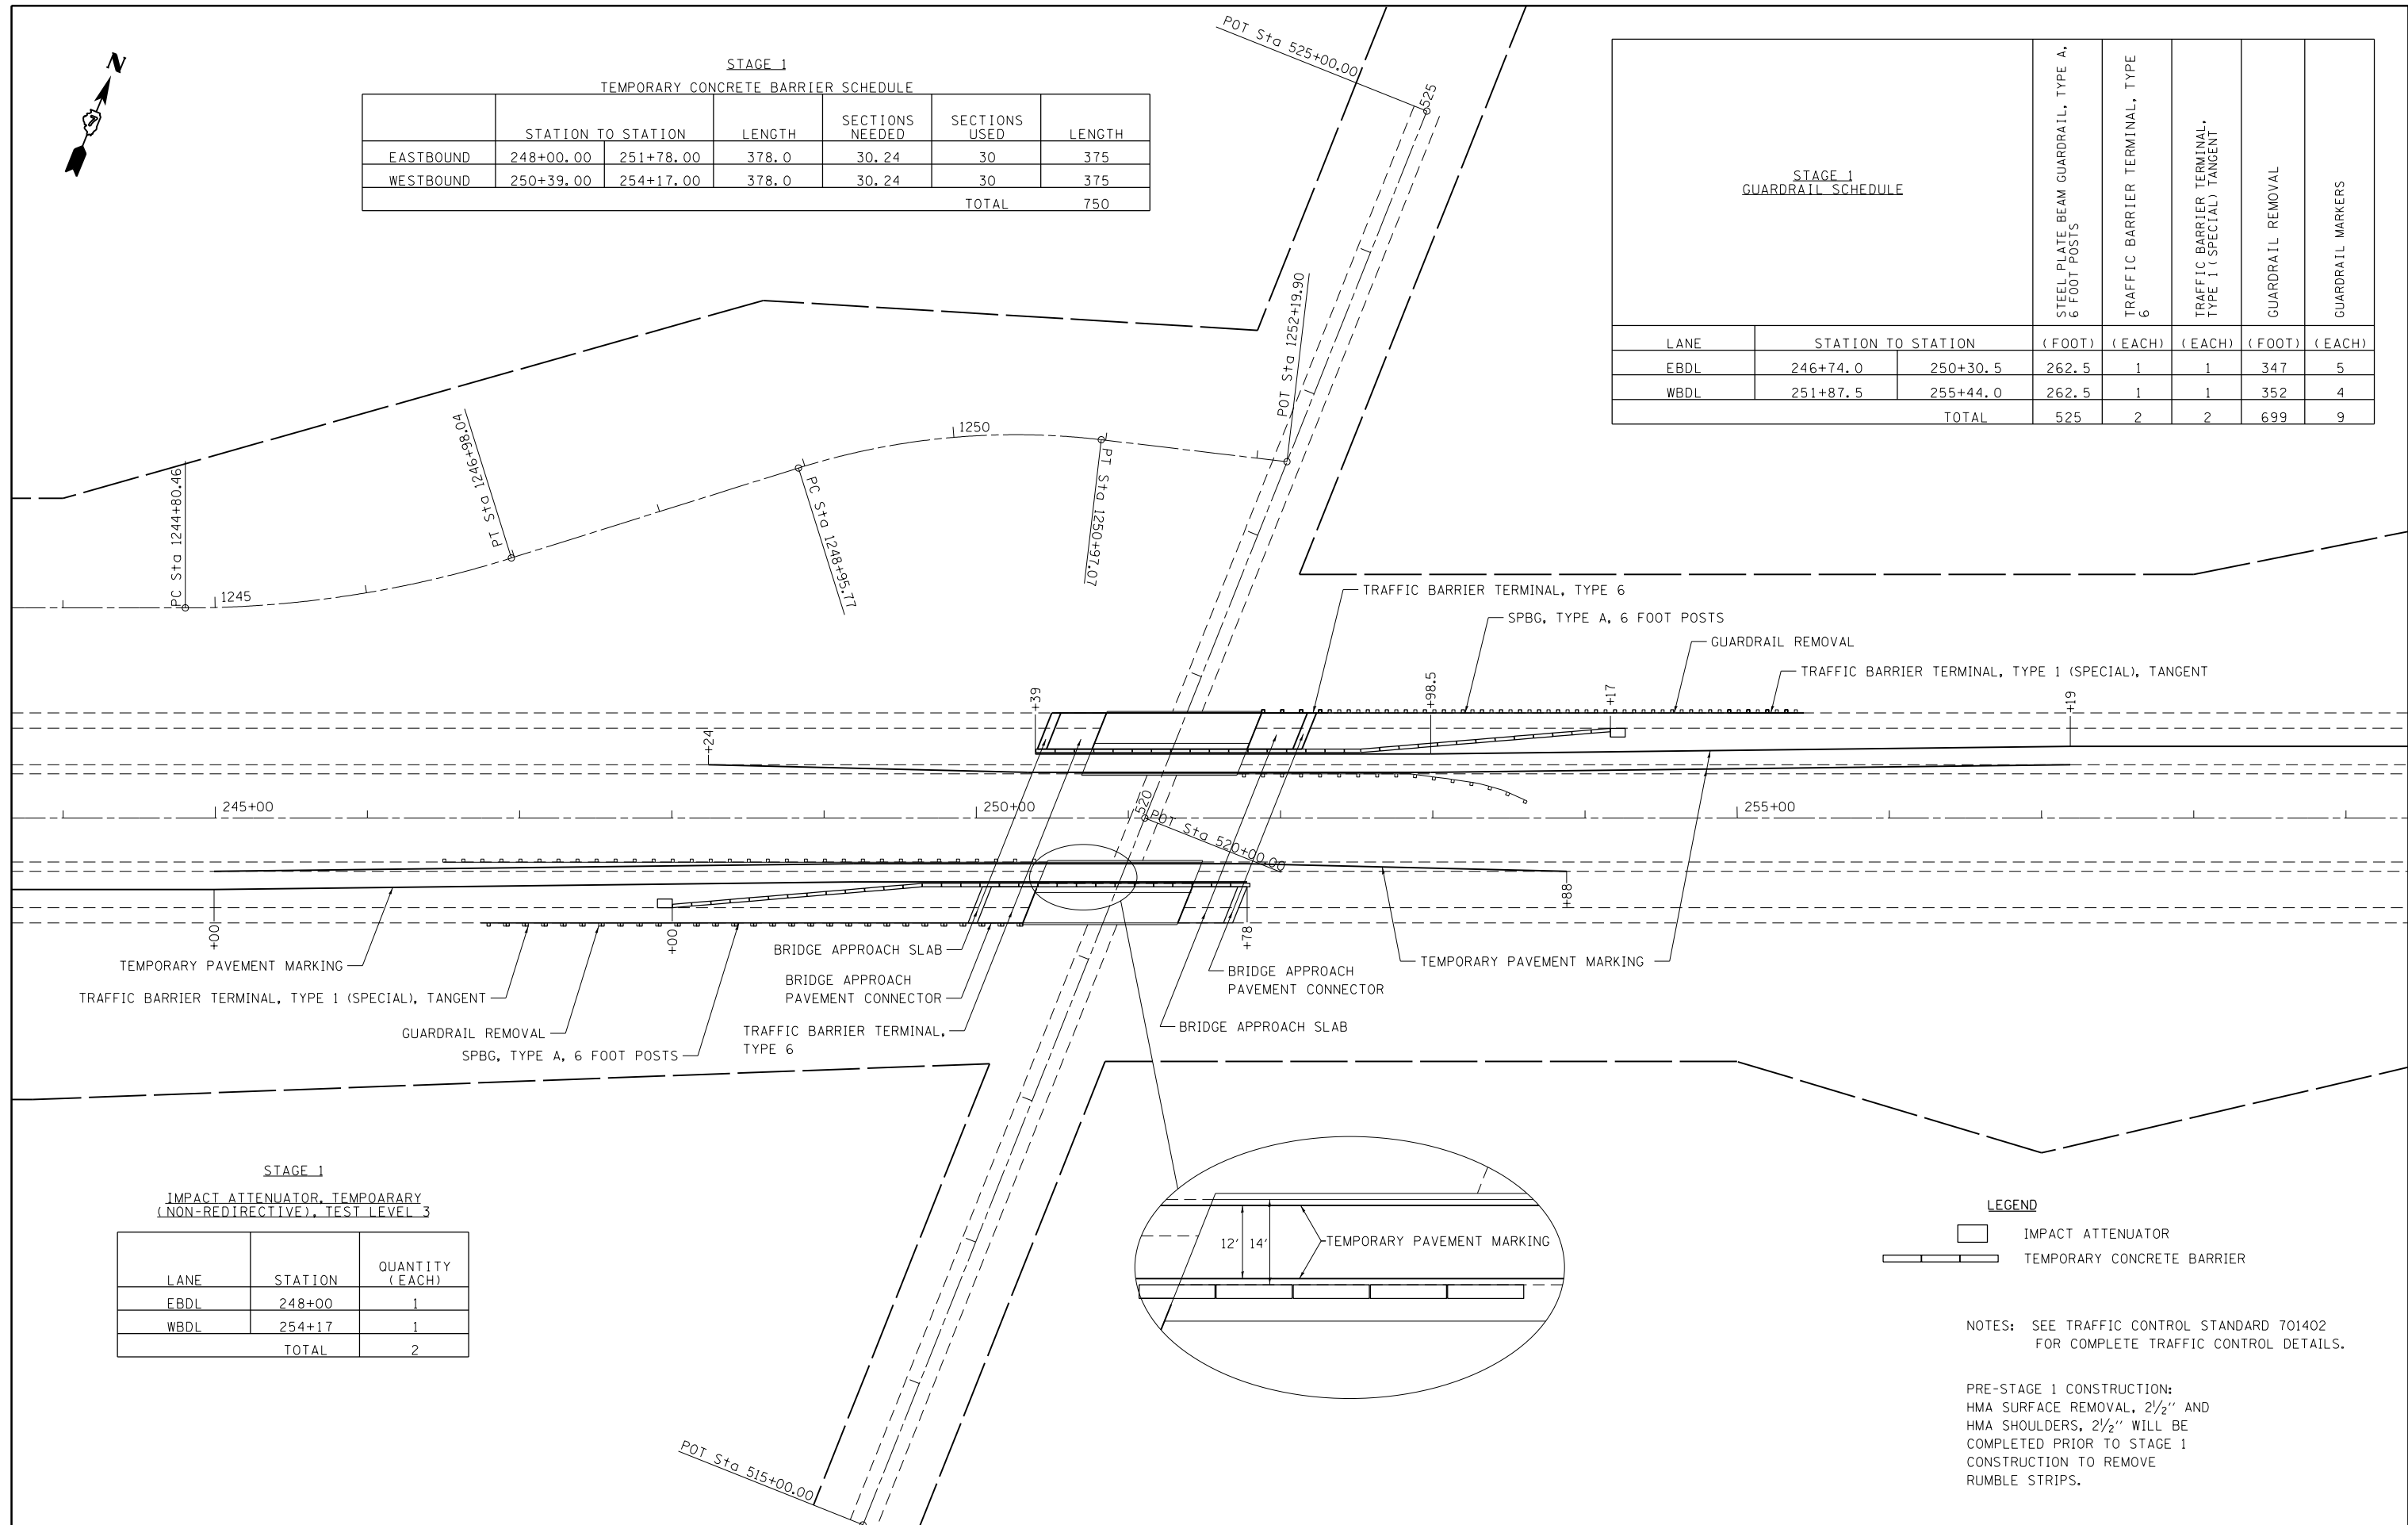 N
STAGE 1
TEMPORARY CONCRETE BARRIER SCHEDULE
STATION TO STATION LENGTH SECTIONS NEEDED SECTIONS USED LENGTH
EASTBOUND 248+00.00 251+78.00 378.0 30.24 30 375
WESTBOUND 250+39.00 254+17.00 378.0 30.24 30 375
TOTAL 750
STAGE 1
GUARDRAIL SCHEDULE
STEEL PLATE BEAM GUARDRAIL, TYPE A,
6 FOOT POSTS
TRAFFIC BARRIER TERMINAL, TYPE
6
TRAFFIC BARRIER TERMINAL,
TYPE 1 (SPECIAL) TANGENT
GUARDRAIL REMOVAL
GUARDRAIL MARKERS
LANE STATION TO STATION (FOOT) (EACH) (EACH) (FOOT) (EACH)
EBDL 246+74.0 250+30.5 262.5 1 1 347 5
WBDL 251+87.5 255+44.0 262.5 1 1 352 4
TOTAL 525 2 2 699 9
POT Sta 525+00.00
525
POT Sta 1252+19.90
PC Sta 1244+80.46
1245
PT Sta 1246+98.04
PC Sta 1248+95.77
1250
PT Sta 1250+97.07
TRAFFIC BARRIER TERMINAL, TYPE 6
SPBG, TYPE A, 6 FOOT POSTS
GUARDRAIL REMOVAL
TRAFFIC BARRIER TERMINAL, TYPE 1 (SPECIAL), TANGENT
+24
+39
+98.5
+17
+19
245+00
250+00
255+00
520
POT Sta 520+00.00
+00
+00
+78
+88
TEMPORARY PAVEMENT MARKING
TRAFFIC BARRIER TERMINAL, TYPE 1 (SPECIAL), TANGENT
GUARDRAIL REMOVAL
SPBG, TYPE A, 6 FOOT POSTS
BRIDGE APPROACH SLAB
BRIDGE APPROACH
PAVEMENT CONNECTOR
TRAFFIC BARRIER TERMINAL,
TYPE 6
BRIDGE APPROACH
PAVEMENT CONNECTOR
BRIDGE APPROACH SLAB
TEMPORARY PAVEMENT MARKING
12' 14'
TEMPORARY PAVEMENT MARKING
POT Sta 515+00.00
STAGE 1
IMPACT ATTENUATOR, TEMPOARARY
(NON-REDIRECTIVE), TEST LEVEL 3
LANE STATION QUANTITY (EACH)
EBDL 248+00 1
WBDL 254+17 1
TOTAL 2
LEGEND
IMPACT ATTENUATOR
TEMPORARY CONCRETE BARRIER
NOTES: SEE TRAFFIC CONTROL STANDARD 701402
FOR COMPLETE TRAFFIC CONTROL DETAILS.
PRE-STAGE 1 CONSTRUCTION:
HMA SURFACE REMOVAL, 2 1/2'' AND
HMA SHOULDERS, 2 1/2'' WILL BE
COMPLETED PRIOR TO STAGE 1
CONSTRUCTION TO REMOVE
RUMBLE STRIPS.